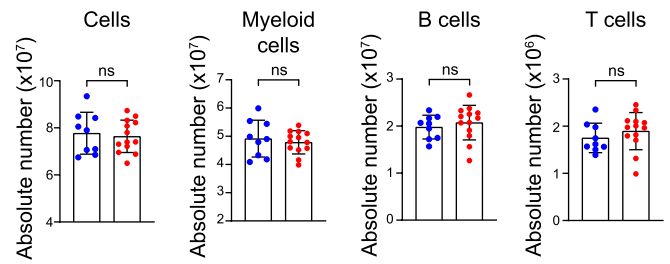 Cells
Absolute number (x10⁷)
10
8
6
4
ns
Myeloid
cells
Absolute number (x10⁷)
7
6
5
4
3
2
ns
B cells
Absolute number (x10⁷)
3
2
1
0
ns
T cells
Absolute number (x10⁶)
3
2
1
0
ns